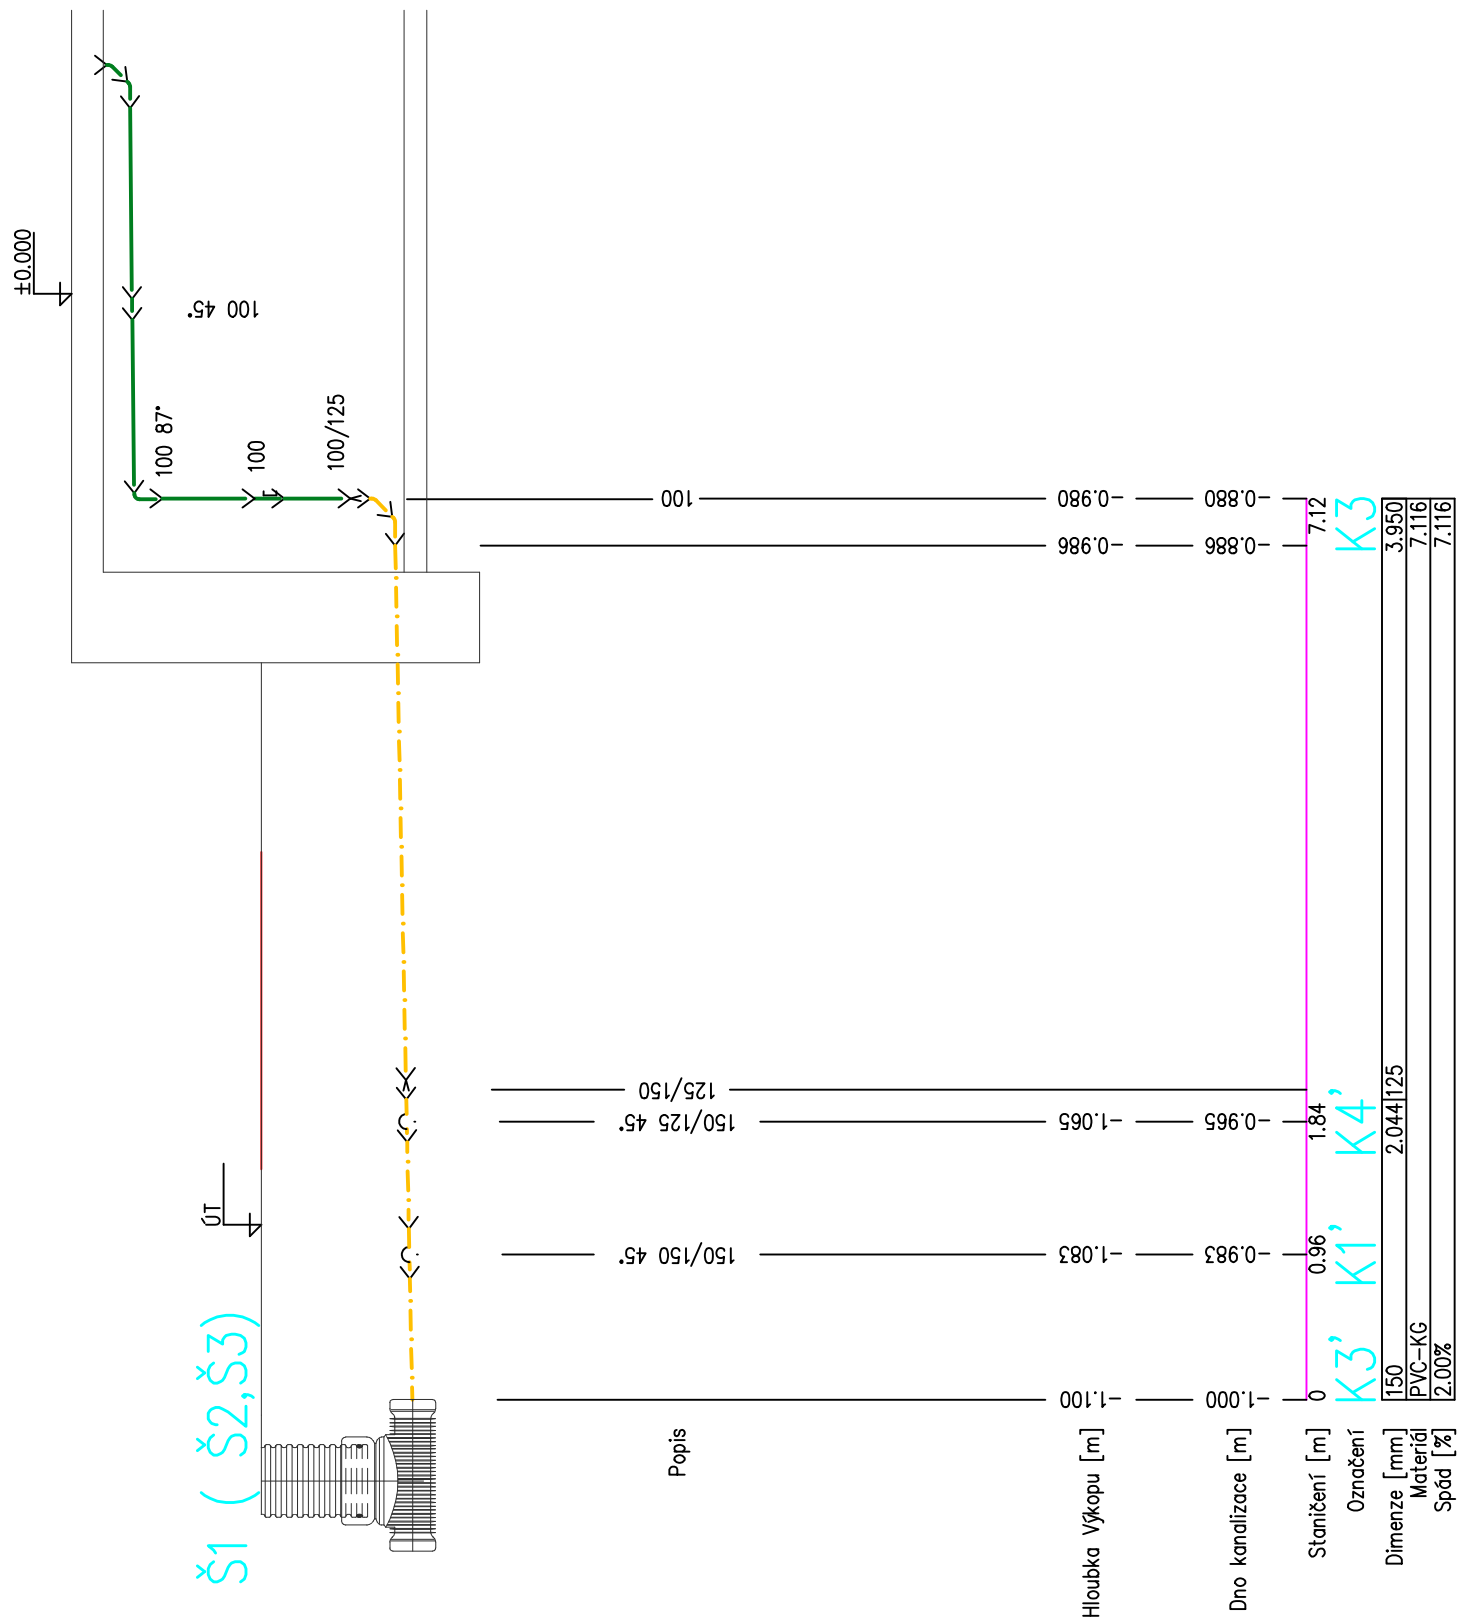 ±0.000
ÚT
Š1 ( Š2,Š3)
100 45°
100 87°
100
100/125
Popis
150/150 45°
150/125 45°
125/150
100
Hloubka Výkopu [m]
-1.100
-1.083
-1.065
-0.986
-0.980
Dno kanalizace [m]
-1.000
-0.983
-0.965
-0.886
-0.880
Staničení [m]
0
0.96
1.84
7.12
Označení
K3'
K1'
K4'
K3
Dimenze [mm]
150
2.044
125
3.950
Materiál
PVC-KG
7.116
Spád [%]
2.00%
7.116